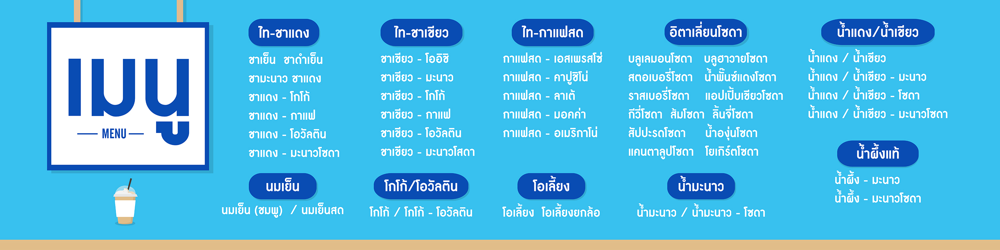 เมนู
MENU
ไท-ชาแดง
ชาเย็น ชาดำเย็น
ชามะนาว ชาแดง
ชาแดง - โกโก้
ชาแดง - กาแฟ
ชาแดง - โอวัลติน
ชาแดง - มะนาวโซดา
ไท-ชาเขียว
ชาเขียว - โออิชิ
ชาเขียว - มะนาว
ชาเขียว - โกโก้
ชาเขียว - กาแฟ
ชาเขียว - โอวัลติน
ชาเขียว - มะนาวโสดา
ไท-กาแฟสด
กาแฟสด - เอสเพรสโซ่
กาแฟสด - คาปูชิโน่
กาแฟสด - ลาเต้
กาแฟสด - มอคค่า
กาแฟสด - อเมริกาโน่
อิตาเลี่ยนโซดา
บลูเลมอนโซดา บลูฮาวายโซดา
สตอเบอรี่โซดา น้ำพั๊นซ์แดงโซดา
ราสเบอรี่โซดา แอปเปิ้บเขียวโซดา
กีวี่โซดา ส้มโซดา ลิ้นจี่โซดา
สัปปะรดโซดา น้ำองุ่นโซดา
แคนตาลูปโซดา โยเกิร์ตโซดา
น้ำแดง/น้ำเขียว
น้ำแดง / น้ำเขียว
น้ำแดง / น้ำเขียว - มะนาว
น้ำแดง / น้ำเขียว - โซดา
น้ำแดง / น้ำเขียว - มะนาวโซดา
นมเย็น
นมเย็น (ชมพู) / นมเย็นสด
โกโก้/โอวัลติน
โกโก้ / โกโก้ - โอวัลติน
โอเลี้ยง
โอเลี้ยง โอเลี้ยงยกล้อ
น้ำมะนาว
น้ำมะนาว / น้ำมะนาว - โซดา
น้ำผึ้งแท้
น้ำผึ้ง - มะนาว
น้ำผึ้ง - มะนาวโซดา